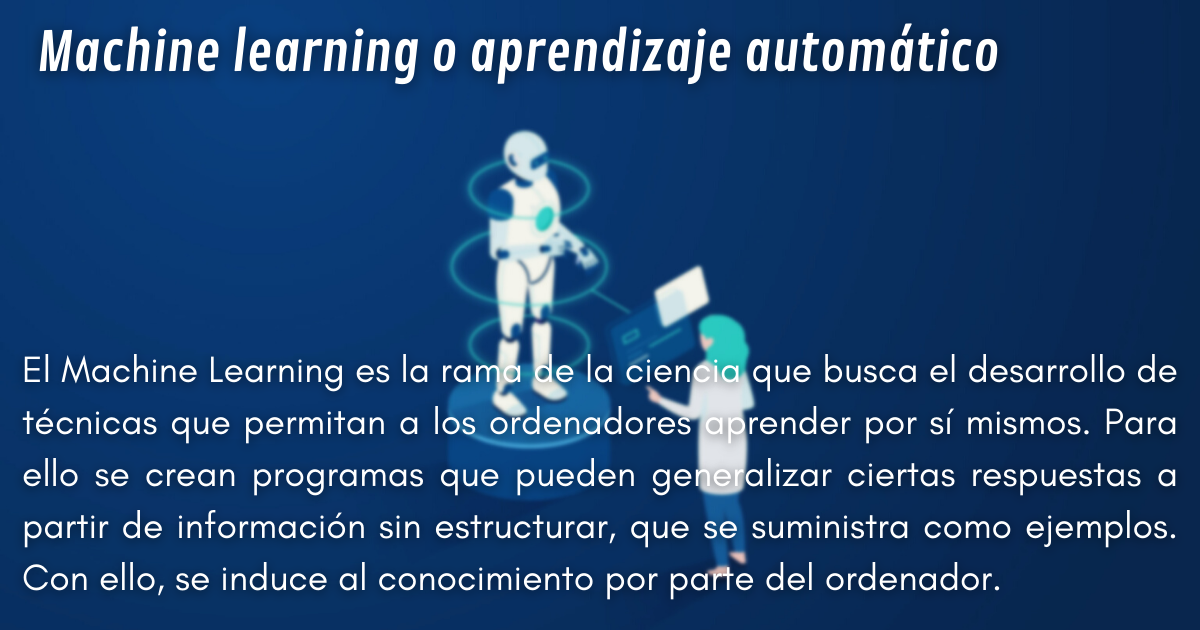 Machine learning o aprendizaje automático
El Machine Learning es la rama de la ciencia que busca el desarrollo de
técnicas que permitan a los ordenadores aprender por sí mismos. Para
ello se crean programas que pueden generalizar ciertas respuestas a
partir de información sin estructurar, que se suministra como ejemplos.
Con ello, se induce al conocimiento por parte del ordenador.